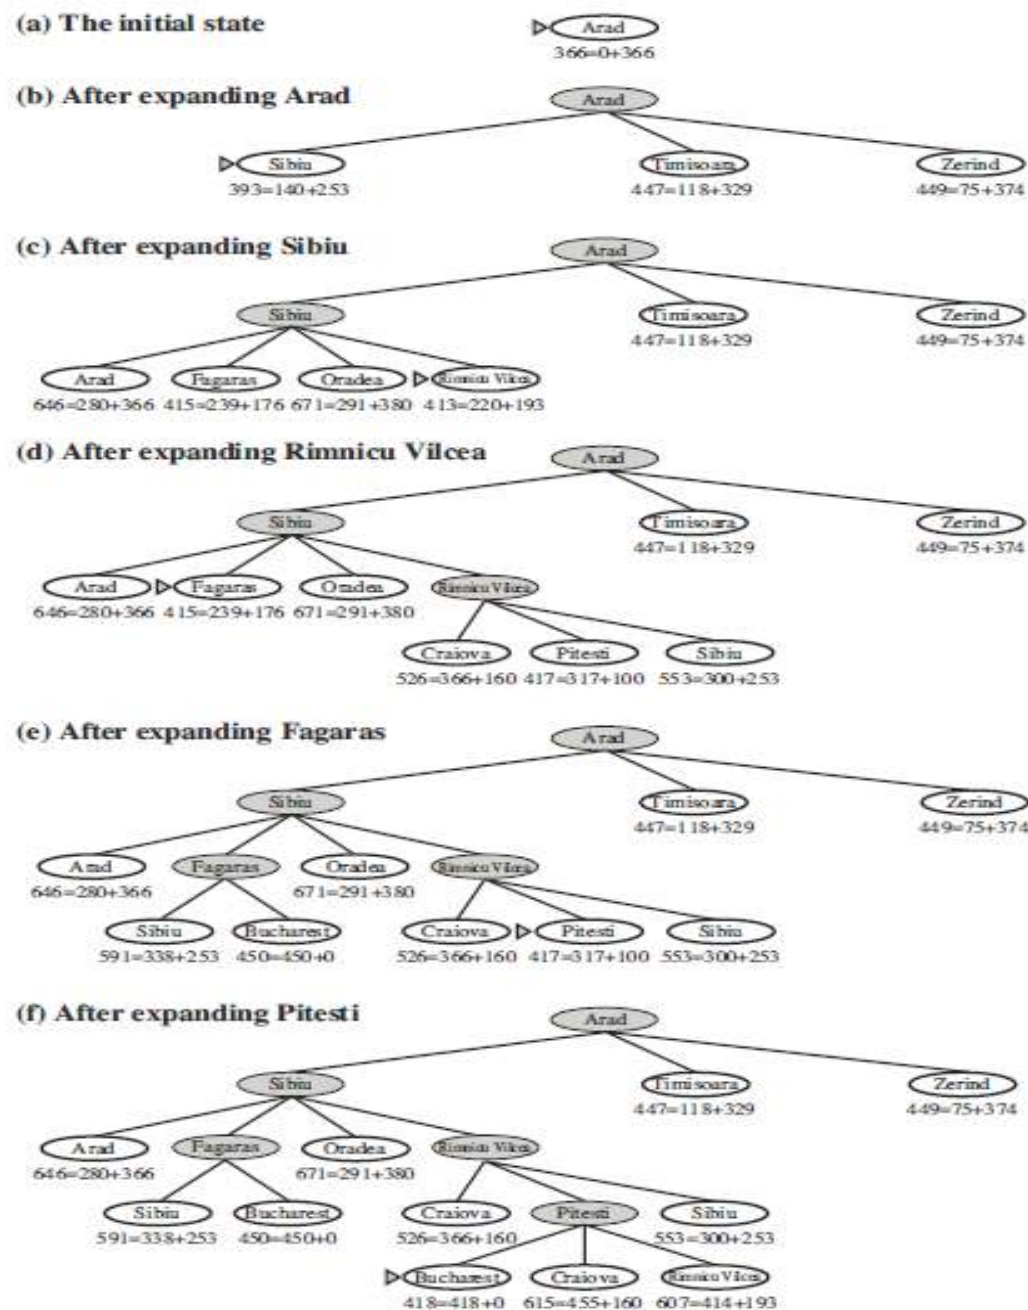 (a) The initial state
Arad
366=0+366
(b) After expanding Arad
Arad
Sibiu Timisoara Zerind
393=140+253 447=118+329 449=75+374
(c) After expanding Sibiu
Arad
Sibiu Timisoara Zerind
447=118+329 449=75+374
Arad Fagaras Oradea Rimnicu Vilcea
646=280+366 415=239+176 671=291+380 413=220+193
(d) After expanding Rimnicu Vilcea
Arad
Sibiu Timisoara Zerind
447=118+329 449=75+374
Arad Fagaras Oradea Rimnicu Vilcea
646=280+366 415=239+176 671=291+380
Craiova Pitesti Sibiu
526=366+160 417=317+100 553=300+253
(e) After expanding Fagaras
Arad
Sibiu Timisoara Zerind
447=118+329 449=75+374
Arad Fagaras Oradea Rimnicu Vilcea
646=280+366 671=291+380
Sibiu Bucharest Craiova Pitesti Sibiu
591=338+253 450=450+0 526=366+160 417=317+100 553=300+253
(f) After expanding Pitesti
Arad
Sibiu Timisoara Zerind
447=118+329 449=75+374
Arad Fagaras Oradea Rimnicu Vilcea
646=280+366 671=291+380
Sibiu Bucharest Craiova Pitesti Sibiu
591=338+253 450=450+0 526=366+160 553=300+253
Bucharest Craiova Rimnicu Vilcea
418=418+0 615=455+160 607=414+193